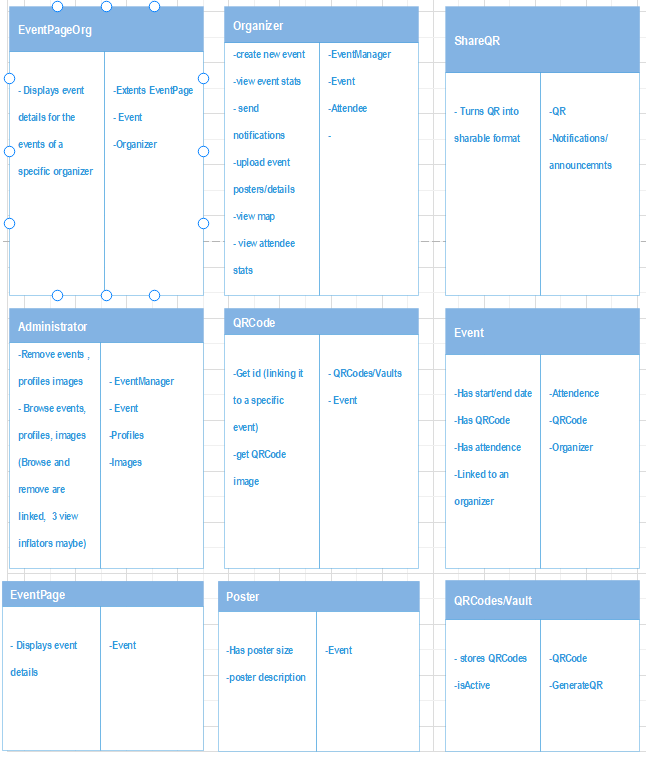 EventPageOrg
- Displays event
details for the
events of a
specific organizer
-Extents EventPage
- Event
-Organizer
Organizer
-create new event
-view event stats
- send
notifications
-upload event
posters/details
-view map
- view attendee
stats
-EventManager
-Event
-Attendee
-
ShareQR
- Turns QR into
sharable format
-QR
-Notifications/
announcemnts
Administrator
-Remove events ,
profiles images
- Browse events,
profiles, images
(Browse and
remove are
linked,  3 view
inflators maybe)
- EventManager
- Event
-Profiles
-Images
QRCode
-Get id (linking it
to a specific
event)
-get QRCode
image
- QRCodes/Vaults
- Event
Event
-Has start/end date
-Has QRCode
-Has attendence
-Linked to an
organizer
-Attendence
-QRCode
-Organizer
EventPage
- Displays event
details
-Event
Poster
-Has poster size
-poster description
-Event
QRCodes/Vault
- stores QRCodes
-isActive
-QRCode
-GenerateQR